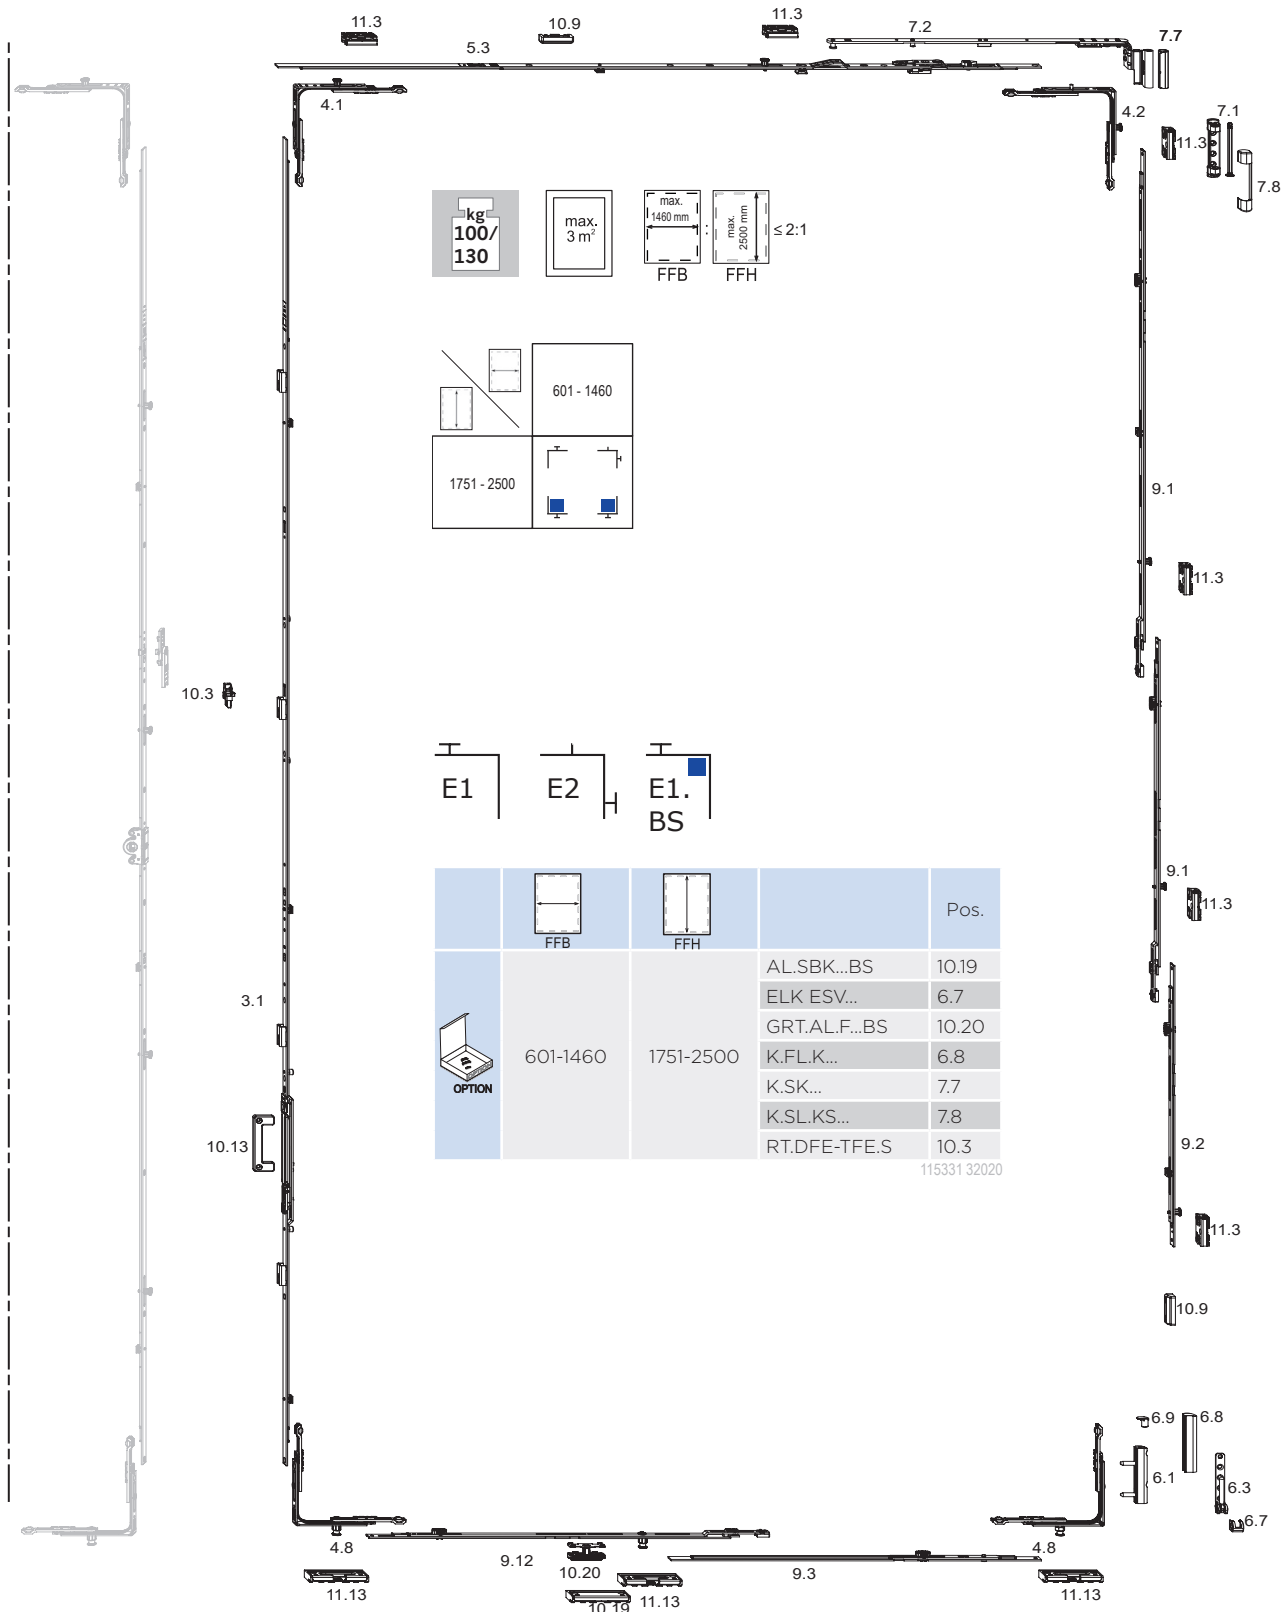 11.3
10.9
11.3
7.2
7.7
5.3
4.1
4.2
7.1
11.3
7.8
kg
100/
130
max.
3 m²
max.
1460 mm
:
max.
2500 mm
≤ 2:1
FFB
FFH
601 - 1460
1751 - 2500
9.1
11.3
10.3
E1
E2
E1.
BS
9.1
11.3
FFB
FFH
Pos.
AL.SBK...BS 10.19
ELK ESV... 6.7
GRT.AL.F...BS 10.20
601-1460 1751-2500 K.FL.K... 6.8
K.SK... 7.7
K.SL.KS... 7.8
RT.DFE-TFE.S 10.3
OPTION
115331 32020
3.1
10.13
9.2
11.3
10.9
6.9
6.8
6.1
6.3
6.7
4.8
9.12
10.20
9.3
4.8
11.13
10.19
11.13
11.13